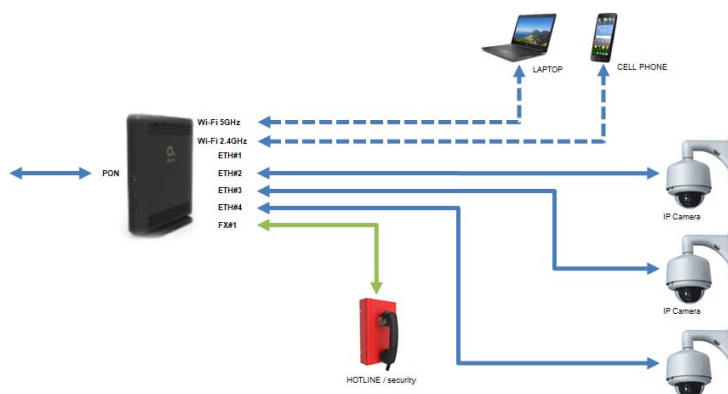 LAPTOP
CELL PHONE
Wi-Fi 5GHz
Wi-Fi 2.4GHz
ETH#1
PON
ETH#2
ETH#3
ETH#4
FX#1
IP Camera
IP Camera
HOTLINE / security